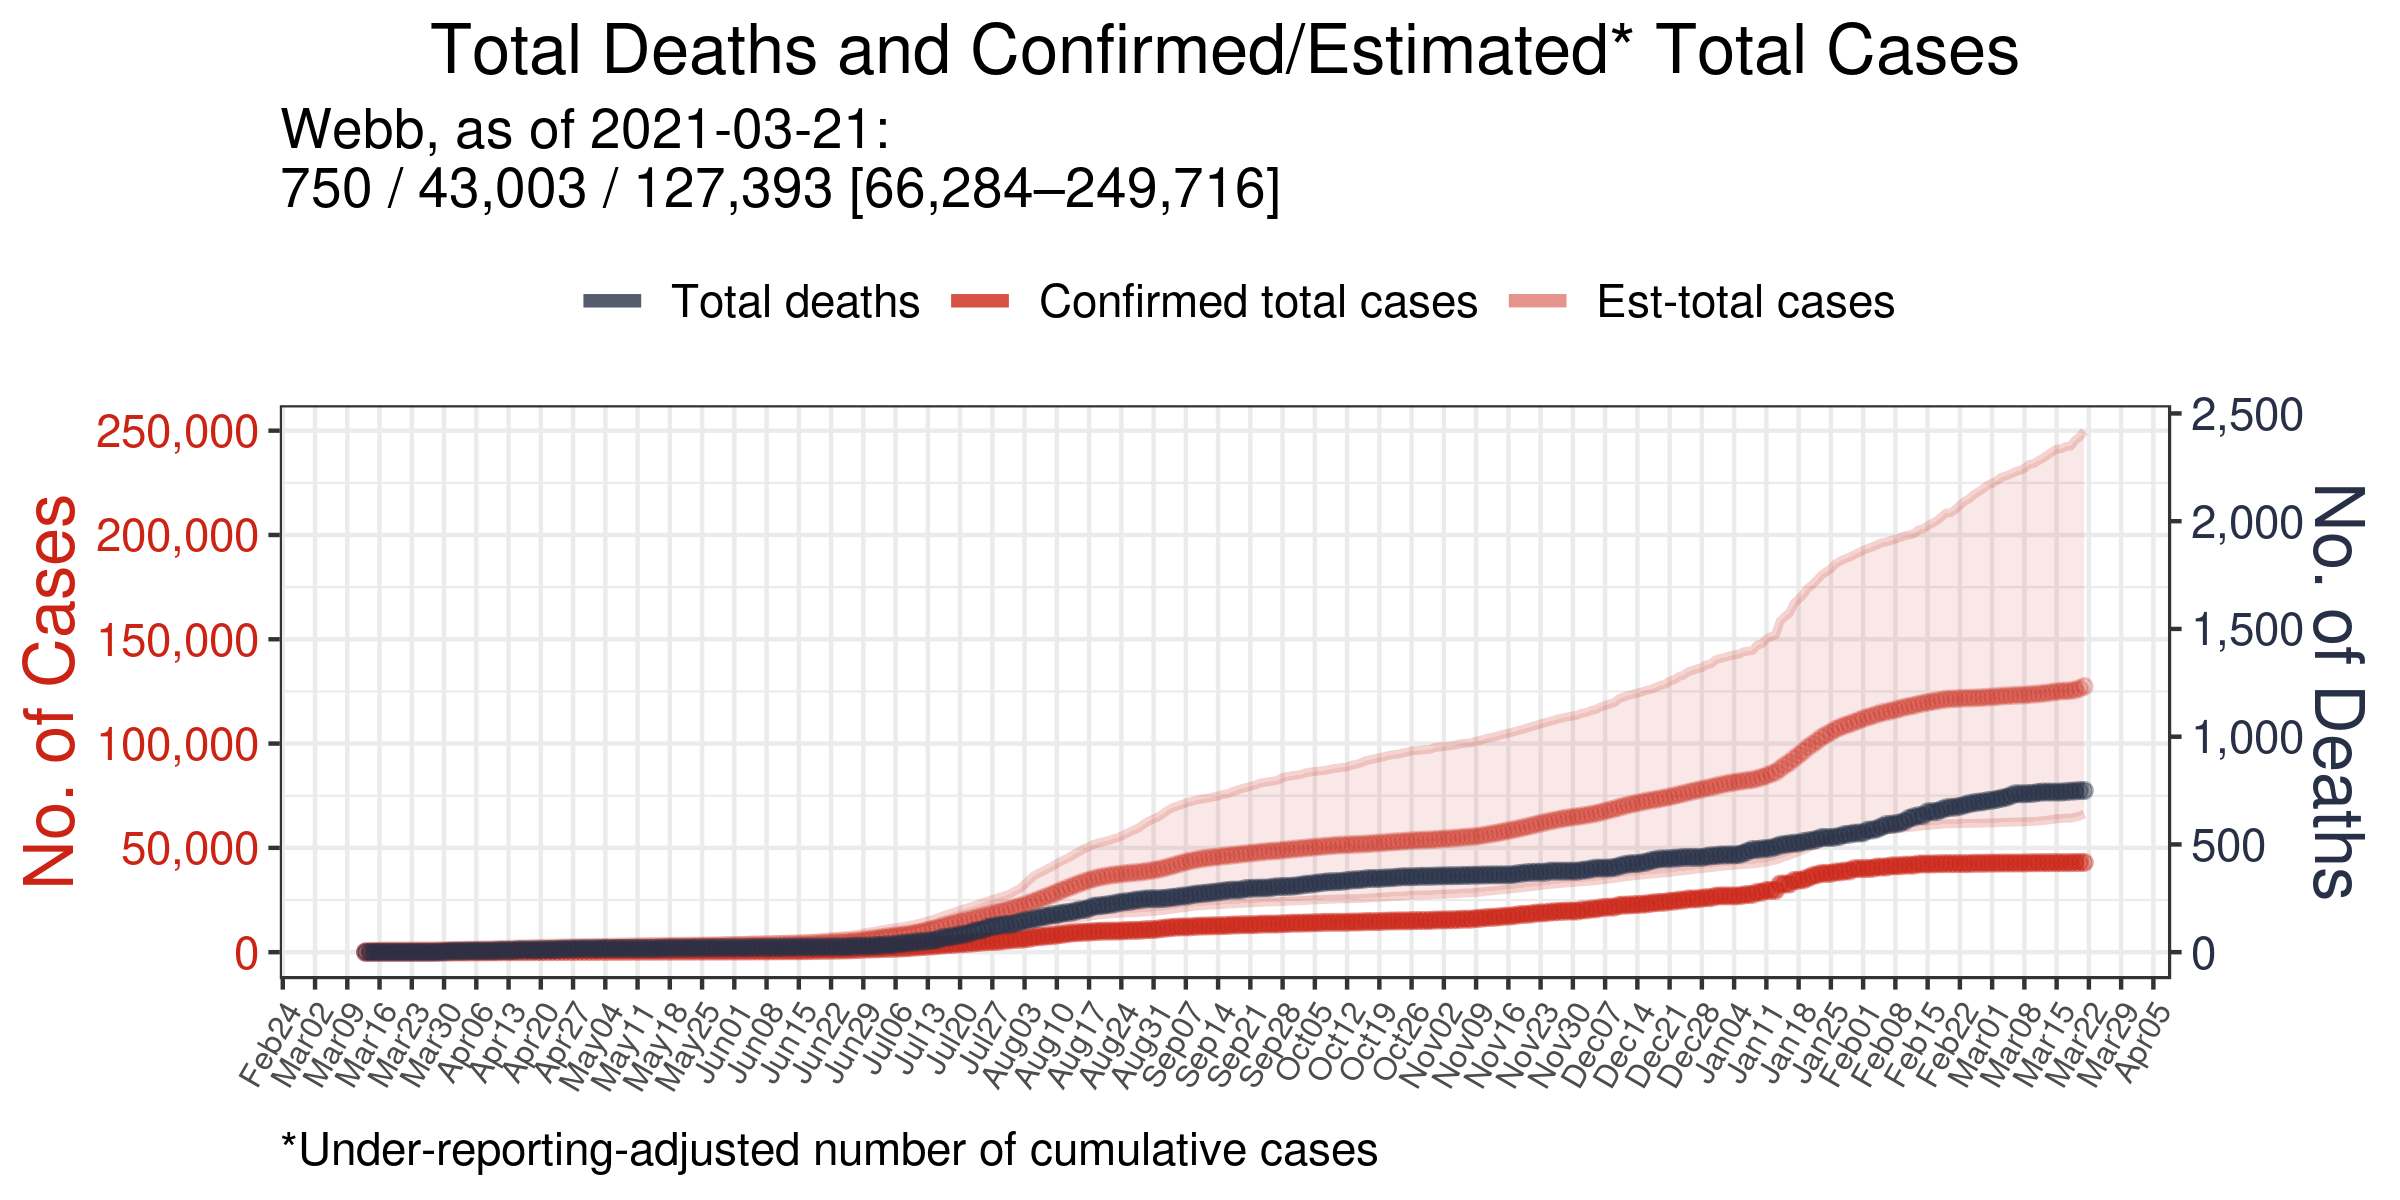 Total Deaths and Confirmed/Estimated* Total Cases
Webb, as of 2021-03-21:
750 / 43,003 / 127,393 [66,284–249,716]
Total deaths
Confirmed total cases
Est-total cases
No. of Cases
250,000
200,000
150,000
100,000
50,000
0
2,500
2,000
1,500
1,000
500
0
No. of Deaths
Feb24
Mar02
Mar09
Mar16
Mar23
Mar30
Apr06
Apr13
Apr20
Apr27
May04
May11
May18
May25
Jun01
Jun08
Jun15
Jun22
Jun29
Jul06
Jul13
Jul20
Jul27
Aug03
Aug10
Aug17
Aug24
Aug31
Sep07
Sep14
Sep21
Sep28
Oct05
Oct12
Oct19
Oct26
Nov02
Nov09
Nov16
Nov23
Nov30
Dec07
Dec14
Dec21
Dec28
Jan04
Jan11
Jan18
Jan25
Feb01
Feb08
Feb15
Feb22
Mar01
Mar08
Mar15
Mar22
Mar29
Apr05
*Under-reporting-adjusted number of cumulative cases